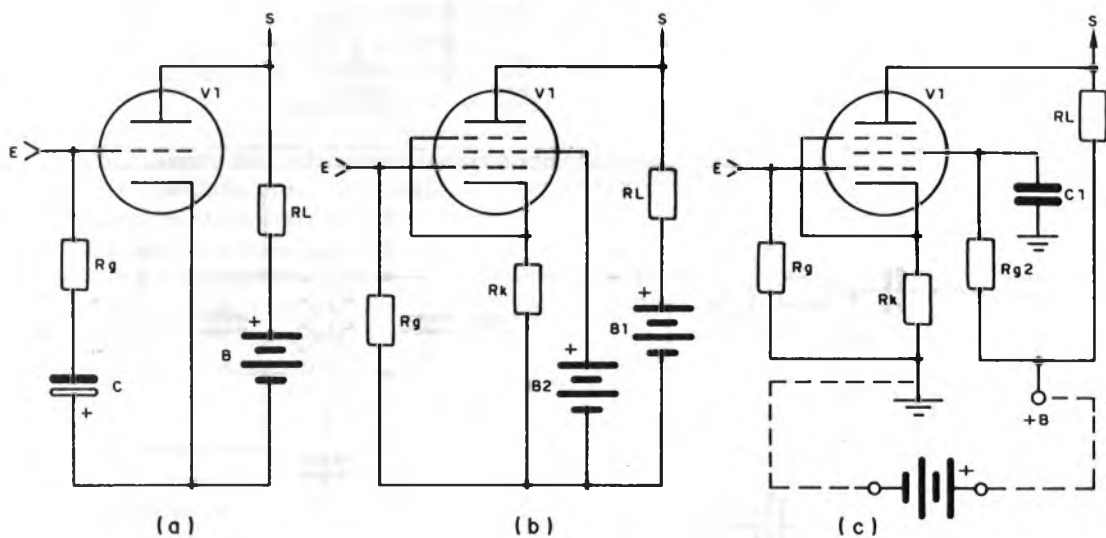 S
V1
E
Rg
RL
+
B
C
+
(a)
S
V1
E
RL
Rk
Rg
+
B1
+
B2
(b)
S
V1
RL
E
C1
Rg
Rg2
Rk
+B
+
(c)